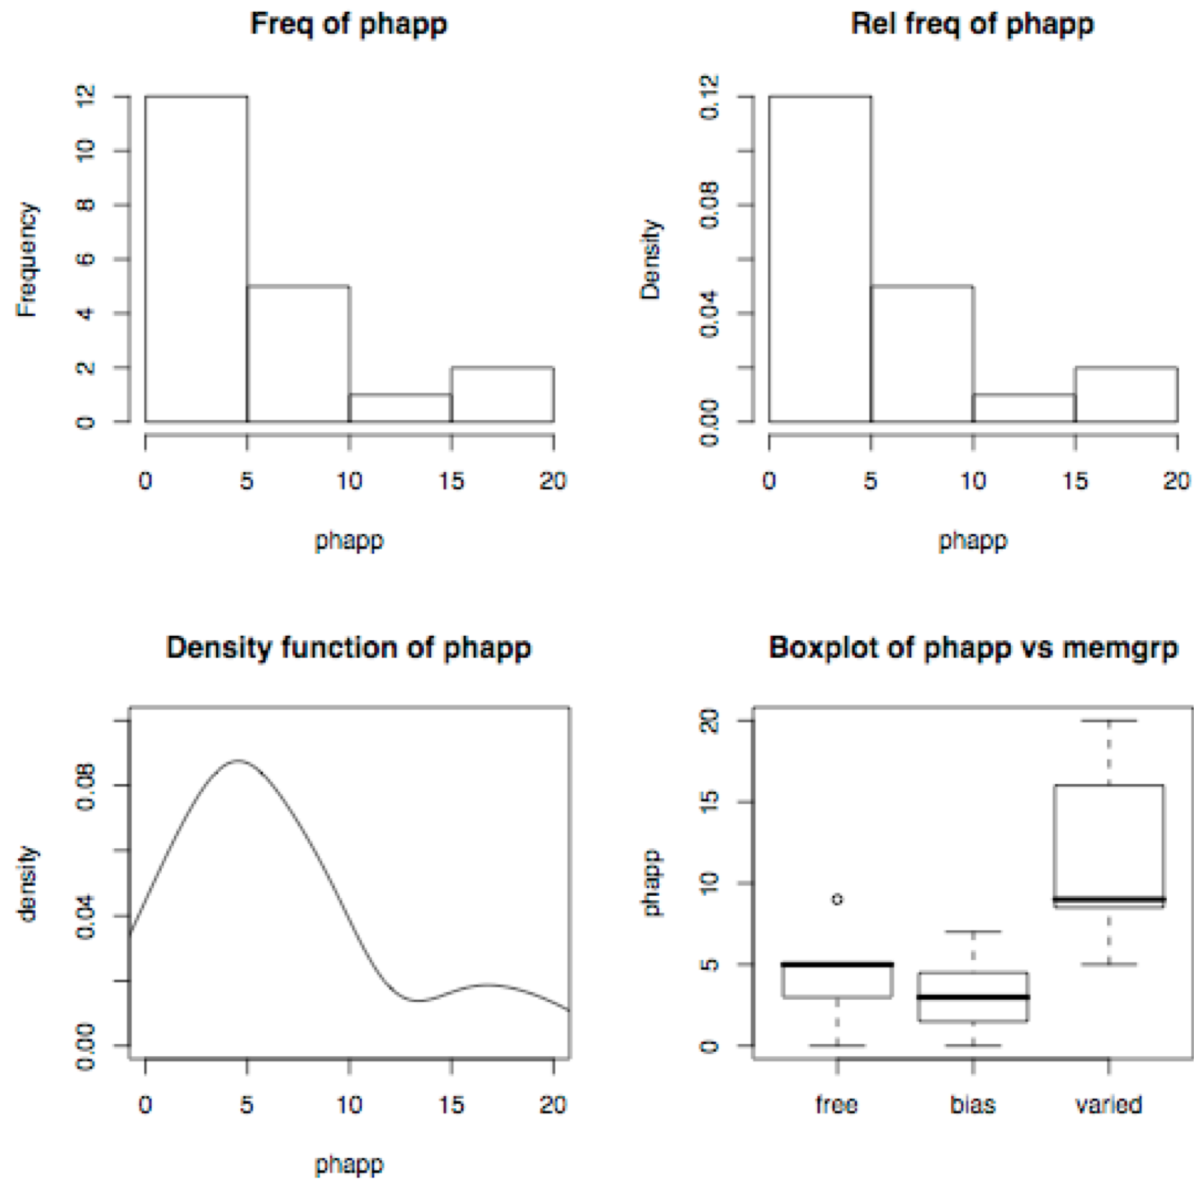 Freq of phapp
Frequency
12
10
8
6
4
2
0
0 5 10 15 20
phapp
Rel freq of phapp
Density
0.12
0.08
0.04
0.00
0 5 10 15 20
phapp
Density function of phapp
density
0.08
0.04
0.00
0 5 10 15 20
phapp
Boxplot of phapp vs memgrp
phapp
20
15
10
5
0
free bias varied